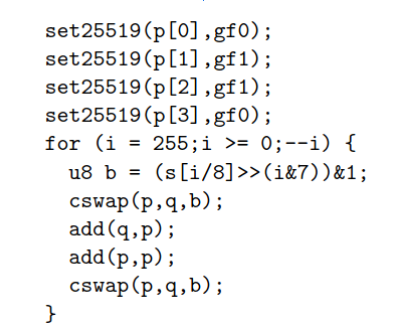 set25519(p[0],gf0);
set25519(p[1],gf1);
set25519(p[2],gf1);
set25519(p[3],gf0);
for (i = 255;i >= 0;--i) {
u8 b = (s[i/8]>>(i&7))&1;
cswap(p,q,b);
add(q,p);
add(p,p);
cswap(p,q,b);
}